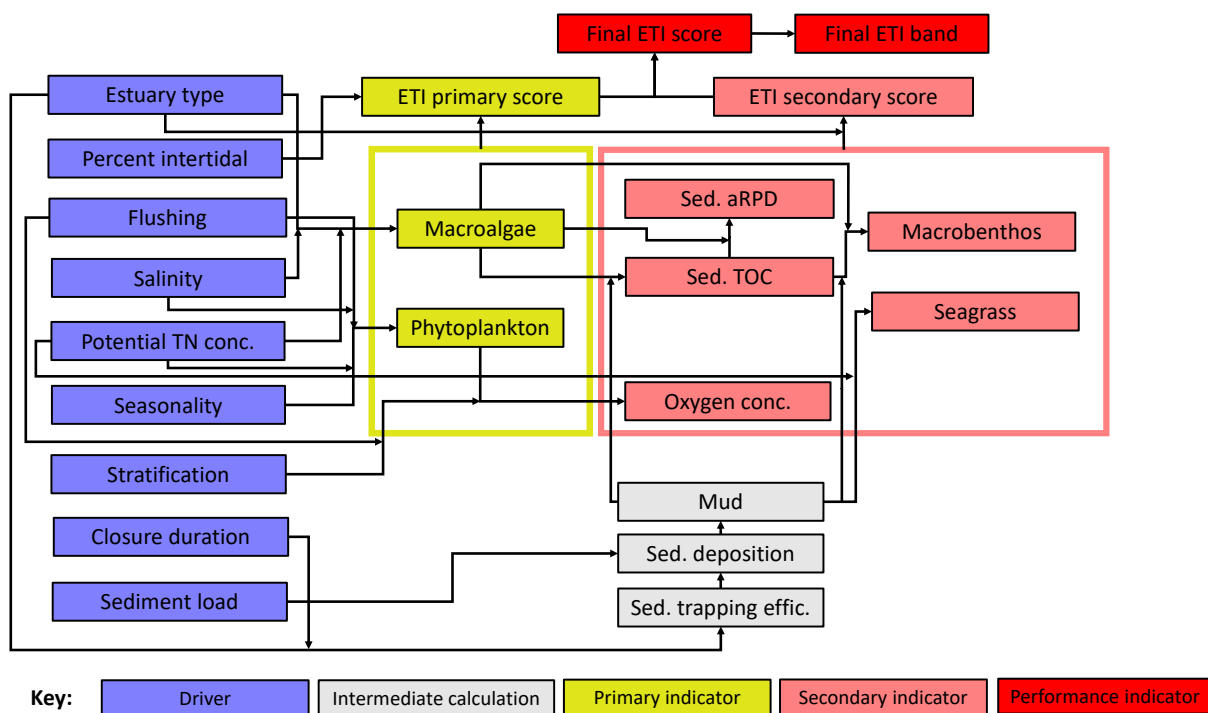 Final ETI score
Final ETI band
Estuary type
ETI primary score
ETI secondary score
Percent intertidal
Flushing
Sed. aRPD
Macroalgae
Macrobenthos
Salinity
Sed. TOC
Potential TN conc.
Phytoplankton
Seagrass
Seasonality
Oxygen conc.
Stratification
Mud
Closure duration
Sed. deposition
Sediment load
Sed. trapping effic.
Key:
Driver
Intermediate calculation
Primary indicator
Secondary indicator
Performance indicator